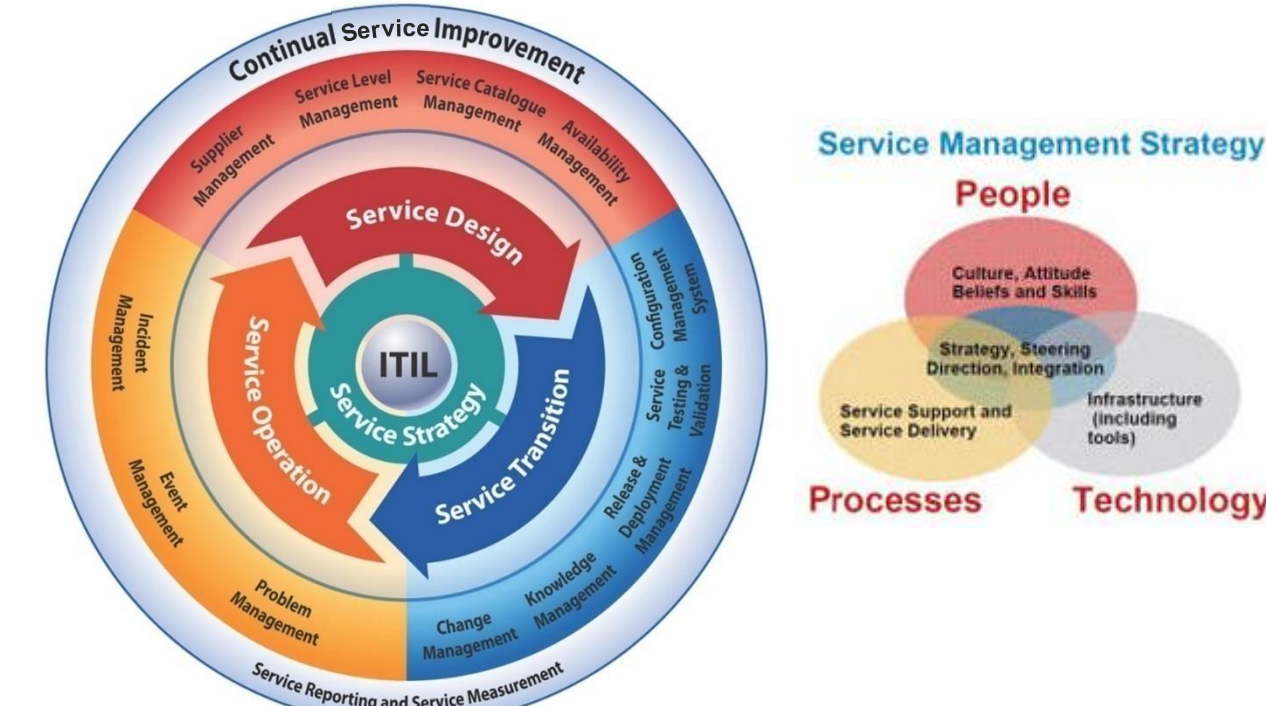 Continual Service Improvement
Supplier
Management
Service Level
Management
Service Catalogue
Management
Availability
Management
Configuration
Management
System
Service
Testing &
Validation
Release &
Deployment
Management
Knowledge
Management
Change
Management
Problem
Management
Event
Management
Incident
Management
Service Design
Service Transition
Service Operation
Service Strategy
ITIL
Service Reporting and Service Measurement
Service Management Strategy
People
Culture, Attitude
Beliefs and Skills
Strategy, Steering
Direction, Integration
Service Support and
Service Delivery
Infrastructure
(including
tools)
Processes
Technology